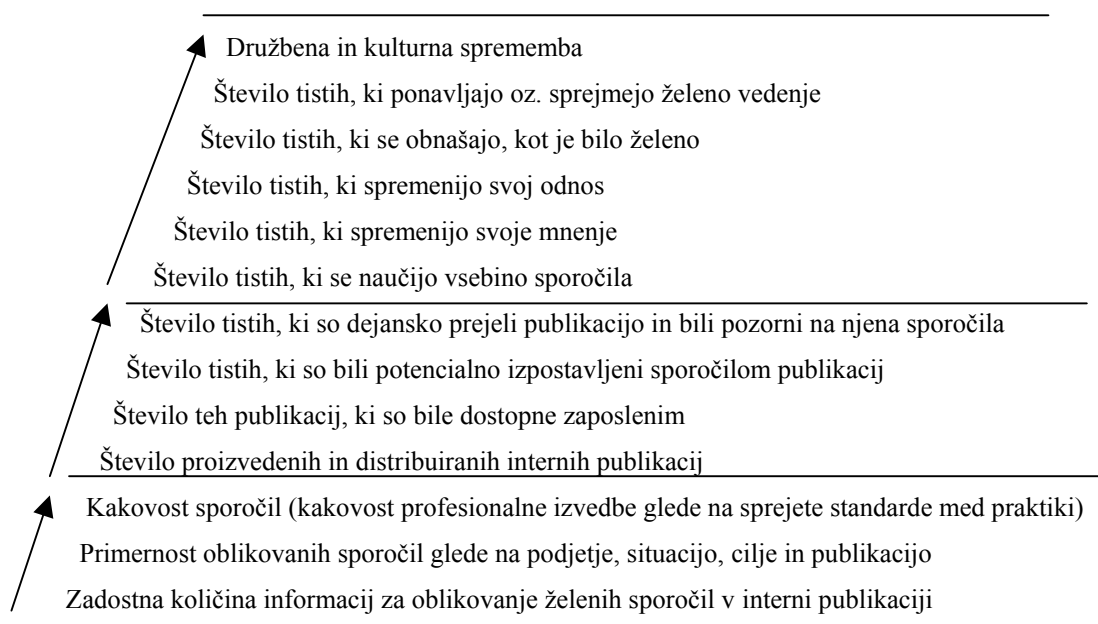 Družbena in kulturna sprememba
Število tistih, ki ponavljajo oz. sprejmejo želeno vedenje
Število tistih, ki se obnašajo, kot je bilo želeno
Število tistih, ki spremenijo svoj odnos
Število tistih, ki spremenijo svoje mnenje
Število tistih, ki se naučijo vsebino sporočila
Število tistih, ki so dejansko prejeli publikacijo in bili pozorni na njena sporočila
Število tistih, ki so bili potencialno izpostavljeni sporočilom publikacij
Število teh publikacij, ki so bile dostopne zaposlenim
Število proizvedenih in distribuiranih internih publikacij
Kakovost sporočil (kakovost profesionalne izvedbe glede na sprejete standarde med praktiki)
Primernost oblikovanih sporočil glede na podjetje, situacijo, cilje in publikacijo
Zadostna količina informacij za oblikovanje želenih sporočil v interni publikaciji